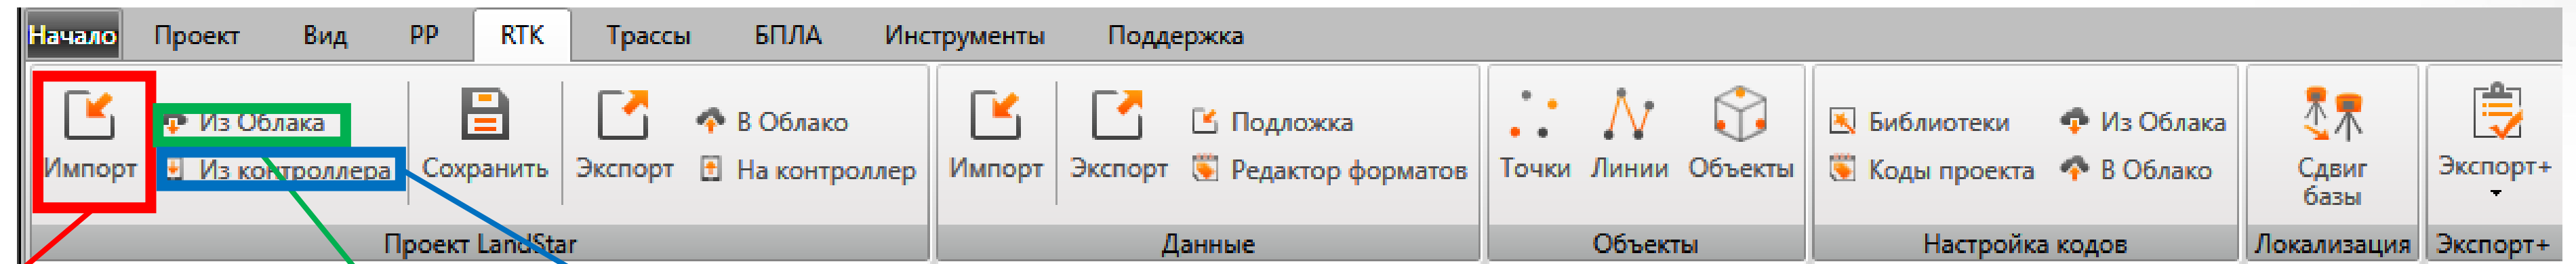 Начало Проект Вид PP RTK Трассы БПЛА Инструменты Поддержка
Из Облака В Облако Подложка Библиотеки Из Облака
Импорт Из контроллера Сохранить Экспорт На контроллер Импорт Экспорт Редактор форматов Точки Линии Объекты Коды проекта В Облако Сдвиг базы Экспорт+
Проект LandStar Данные Объекты Настройка кодов Локализация Экспорт+